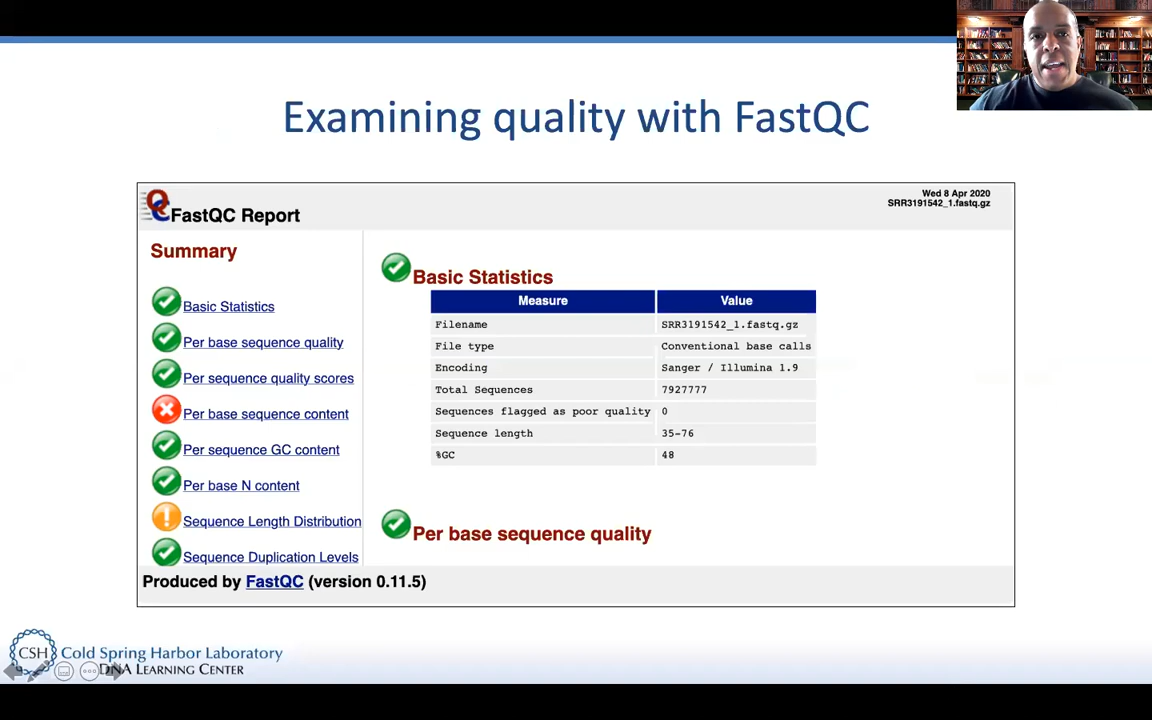 Examining quality with FastQC
FastQC Report
Wed 8 Apr 2020
SRR3191542_1.fastq.gz
Summary
Basic Statistics
Per base sequence quality
Per sequence quality scores
Per base sequence content
Per sequence GC content
Per base N content
Sequence Length Distribution
Sequence Duplication Levels
Basic Statistics
Measure Value
Filename SRR3191542_1.fastq.gz
File type Conventional base calls
Encoding Sanger / Illumina 1.9
Total Sequences 7927777
Sequences flagged as poor quality 0
Sequence length 35-76
%GC 48
Per base sequence quality
Produced by FastQC (version 0.11.5)
CSH Cold Spring Harbor Laboratory
DNA LEARNING CENTER